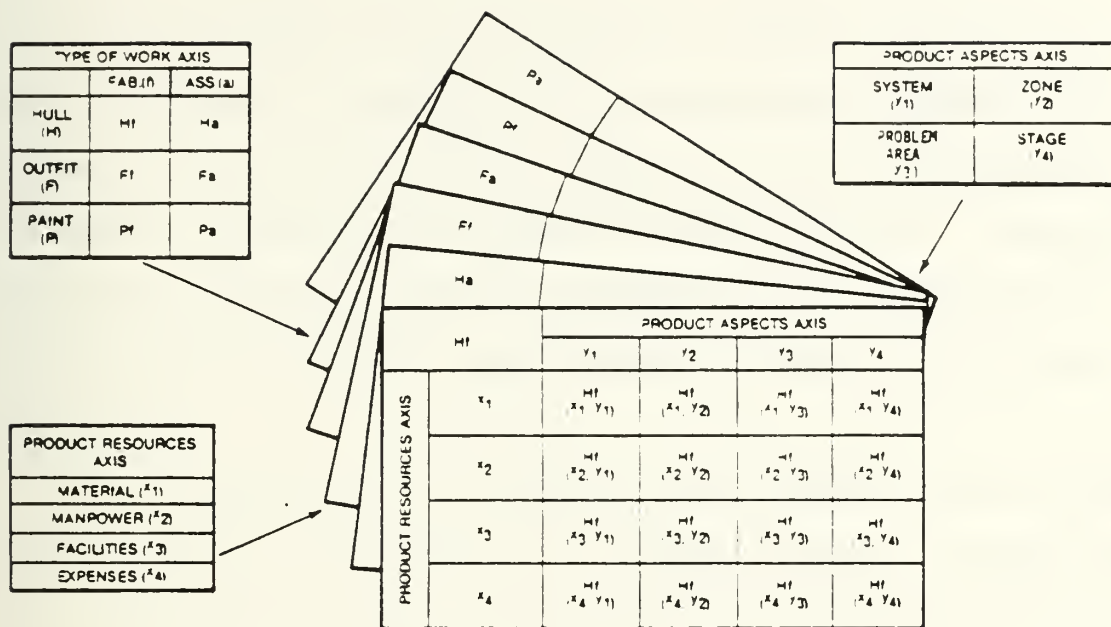 TYPE OF WORK AXIS
FAB.(f) ASS (a)
HULL
(H) Hf Ha
OUTFIT
(F) Ff Fa
PAINT
(P) Pf Pa
PRODUCT ASPECTS AXIS
SYSTEM ZONE
(y1) (y2)
PROBLEM STAGE
AREA (y4)
y3)
PRODUCT RESOURCES
AXIS
MATERIAL (x1)
MANPOWER (x2)
FACILITIES (x3)
EXPENSES (x4)
Pa
Pf
Fa
Ff
Ha
Hf
PRODUCT ASPECTS AXIS
y1 y2 y3 y4
PRODUCT RESOURCES AXIS
x1 Hf Hf Hf Hf
(x1, y1) (x1, y2) (x1, y3) (x1, y4)
x2 Hf Hf Hf Hf
(x2, y1) (x2, y2) (x2, y3) (x2, y4)
x3 Hf Hf Hf Hf
(x3, y1) (x3, y2) (x3, y3) (x3, y4)
x4 Hf Hf Hf Hf
(x4, y1) (x4, y2) (x4, y3) (x4, y4)